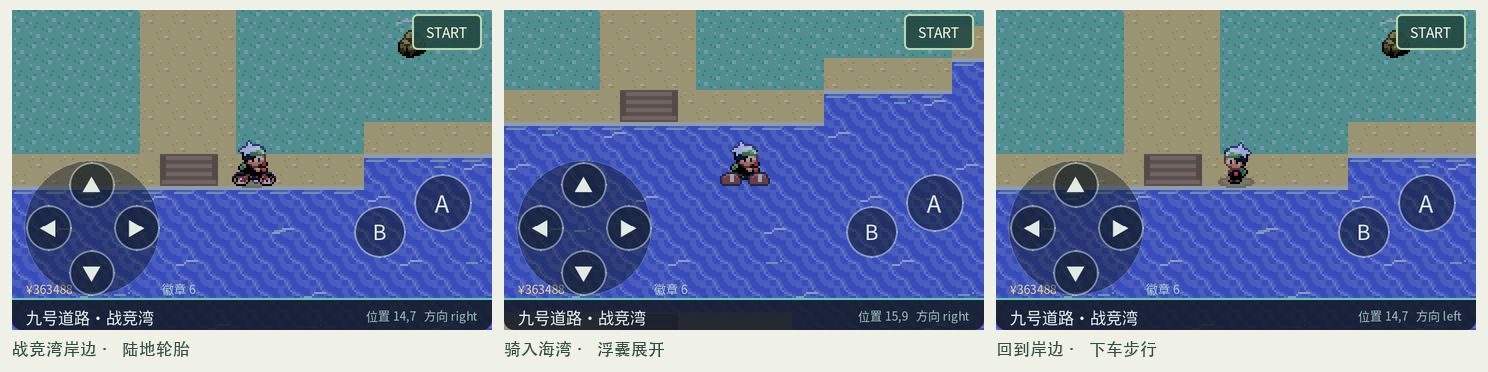 START
A
B
¥363488
徽章 6
九号道路・战竞湾
位置 14,7 方向 right
战竞湾岸边 · 陆地轮胎
START
A
B
¥363488
徽章 6
九号道路・战竞湾
位置 15,9 方向 right
骑入海湾 · 浮囊展开
START
A
B
¥363488
徽章 6
九号道路・战竞湾
位置 14,7 方向 left
回到岸边 · 下车步行